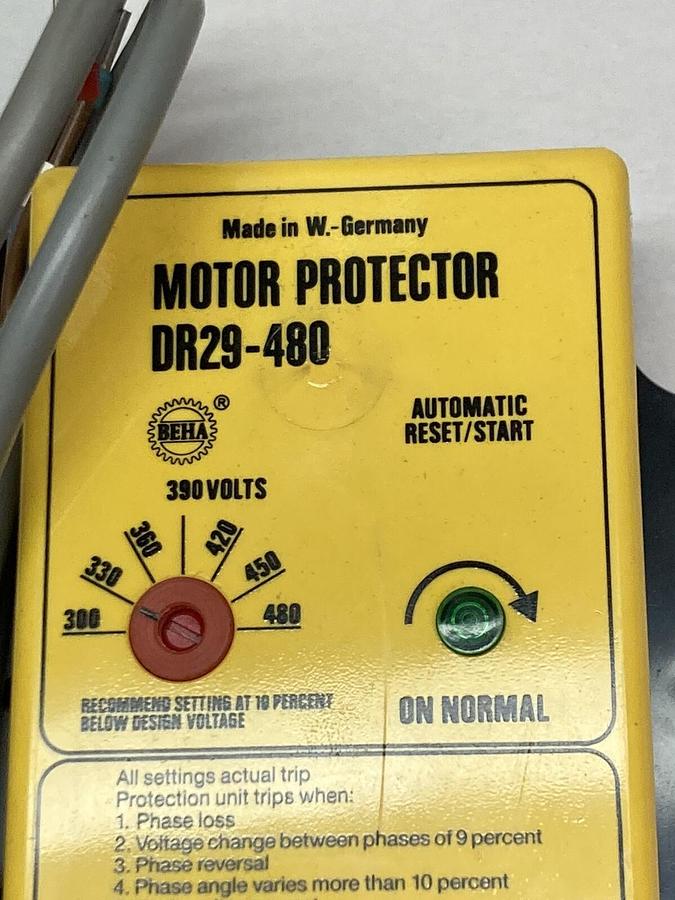 Made in W.-Germany
MOTOR PROTECTOR
DR29-480
BEHA ®
AUTOMATIC
RESET/START
390 VOLTS
300 330 360 420 450 480
RECOMMEND SETTING AT 10 PERCENT
BELOW DESIGN VOLTAGE
ON NORMAL
All settings actual trip
Protection unit trips when:
1. Phase loss
2. Voltage change between phases of 9 percent
3. Phase reversal
4. Phase angle varies more than 10 percent